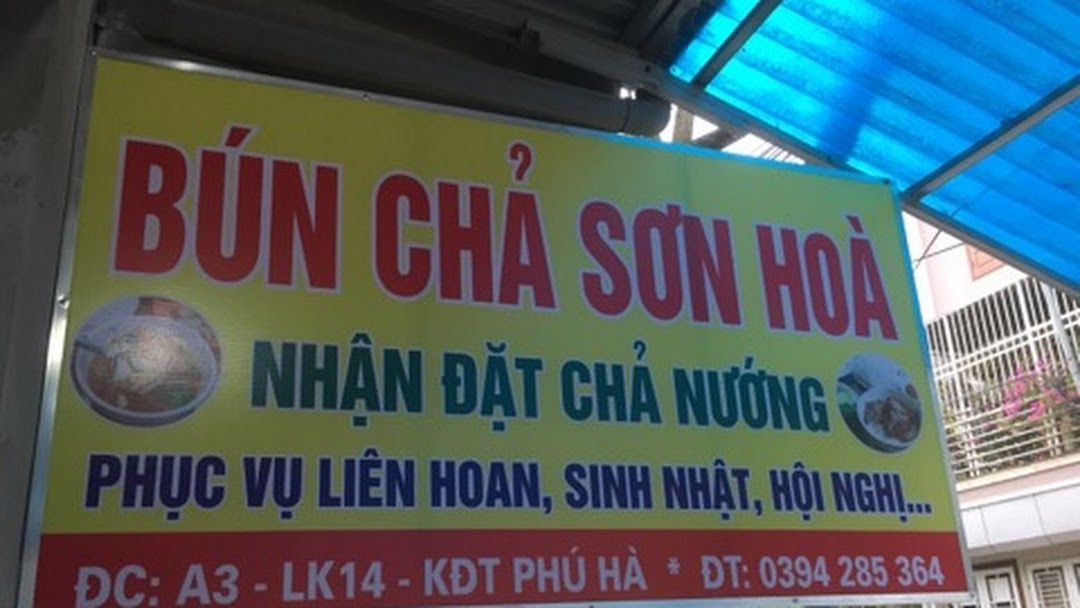 BÚN CHẢ SƠN HOÀ
NHẬN ĐẶT CHẢ NƯỚNG
PHỤC VỤ LIÊN HOAN, SINH NHẬT, HỘI NGHỊ...
ĐC: A3 - LK14 - KĐT PHÚ HÀ * ĐT: 0394 285 364